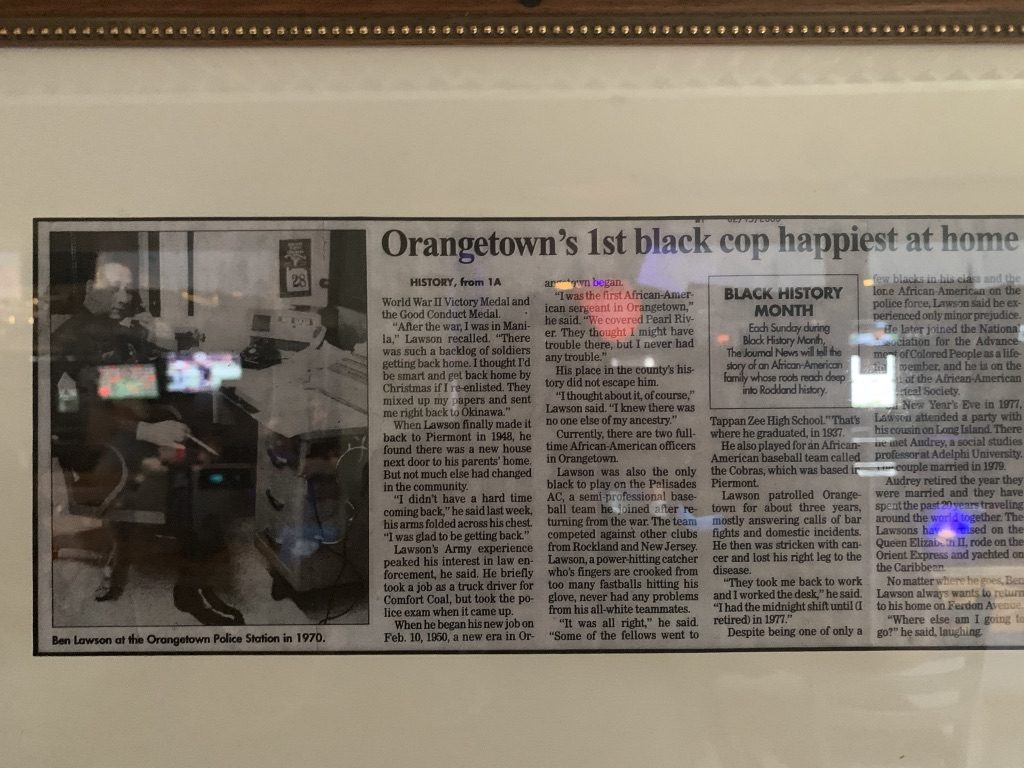 Orangetown's 1st black cop happiest at home
HISTORY, from 1A
World War II Victory Medal and
the Good Conduct Medal.
"After the war, I was in Mani-
la," Lawson recalled. "There
was such a backlog of soldiers
getting back home. I thought I'd
be smart and get back home by
Christmas if I re-enlisted. They
mixed up my papers and sent
me right back to Okinawa."
When Lawson finally made it
back to Piermont in 1948, he
found there was a new house
next door to his parents' home.
But not much else had changed
in the community.
"I didn't have a hard time
coming back," he said last week,
his arms folded across his chest.
"I was glad to be getting back."
Lawson's Army experience
peaked his interest in law en-
forcement, he said. He briefly
took a job as a truck driver for
Comfort Coal, but took the po-
lice exam when it came up.
When he began his new job on
Feb. 10, 1950, a new era in Or-
angetown began.
"I was the first African-Amer-
ican sergeant in Orangetown,"
he said. "We covered Pearl Riv-
er. They thought I might have
trouble there, but I never had
any trouble."
His place in the county's his-
tory did not escape him.
"I thought about it, of course,"
Lawson said. "I knew there was
no one else of my ancestry."
Currently, there are two full-
time African-American officers
in Orangetown.
Lawson was also the only
black to play on the Palisades
AC, a semi-professional base-
ball team he joined after re-
turning from the war. The team
competed against other clubs
from Rockland and New Jersey.
Lawson, a power-hitting catcher
who's fingers are crooked from
too many fastballs hitting his
glove, never had any problems
from his all-white teammates.
"It was all right," he said.
"Some of the fellows went to
BLACK HISTORY
MONTH
Each Sunday during
Black History Month,
The Journal News will tell the
story of an African-American
family whose roots reach deep
into Rockland history.
Tappan Zee High School." That's
where he graduated, in 1937.
He also played for an African-
American baseball team called
the Cobras, which was based in
Piermont.
Lawson patrolled Orange-
town for about three years,
mostly answering calls of bar
fights and domestic incidents.
He then was stricken with can-
cer and lost his right leg to the
disease.
"They took me back to work
and I worked the desk," he said.
"I had the midnight shift until (I
retired) in 1977."
Despite being one of only a
few blacks in his class and the
lone African-American on the
police force, Lawson said he ex-
perienced only minor prejudice.
He later joined the National
Association for the Advance-
ment of Colored People as a life-
member, and he is on the
of the African-American
Society.
New Year's Eve in 1977,
Lawson attended a party with
his cousin on Long Island. There
he met Audrey, a social studies
professor at Adelphi University.
The couple married in 1979.
Audrey retired the year they
were married and they have
spent the past 20 years traveling
around the world together. The
Lawsons have cruised on the
Queen Elizabeth II, rode on the
Orient Express and yachted on
the Caribbean.
No matter where he goes, Ben
Lawson always wants to return
to his home on Ferdon Avenue.
"Where else am I going to
go?" he said, laughing.
28
Ben Lawson at the Orangetown Police Station in 1970.